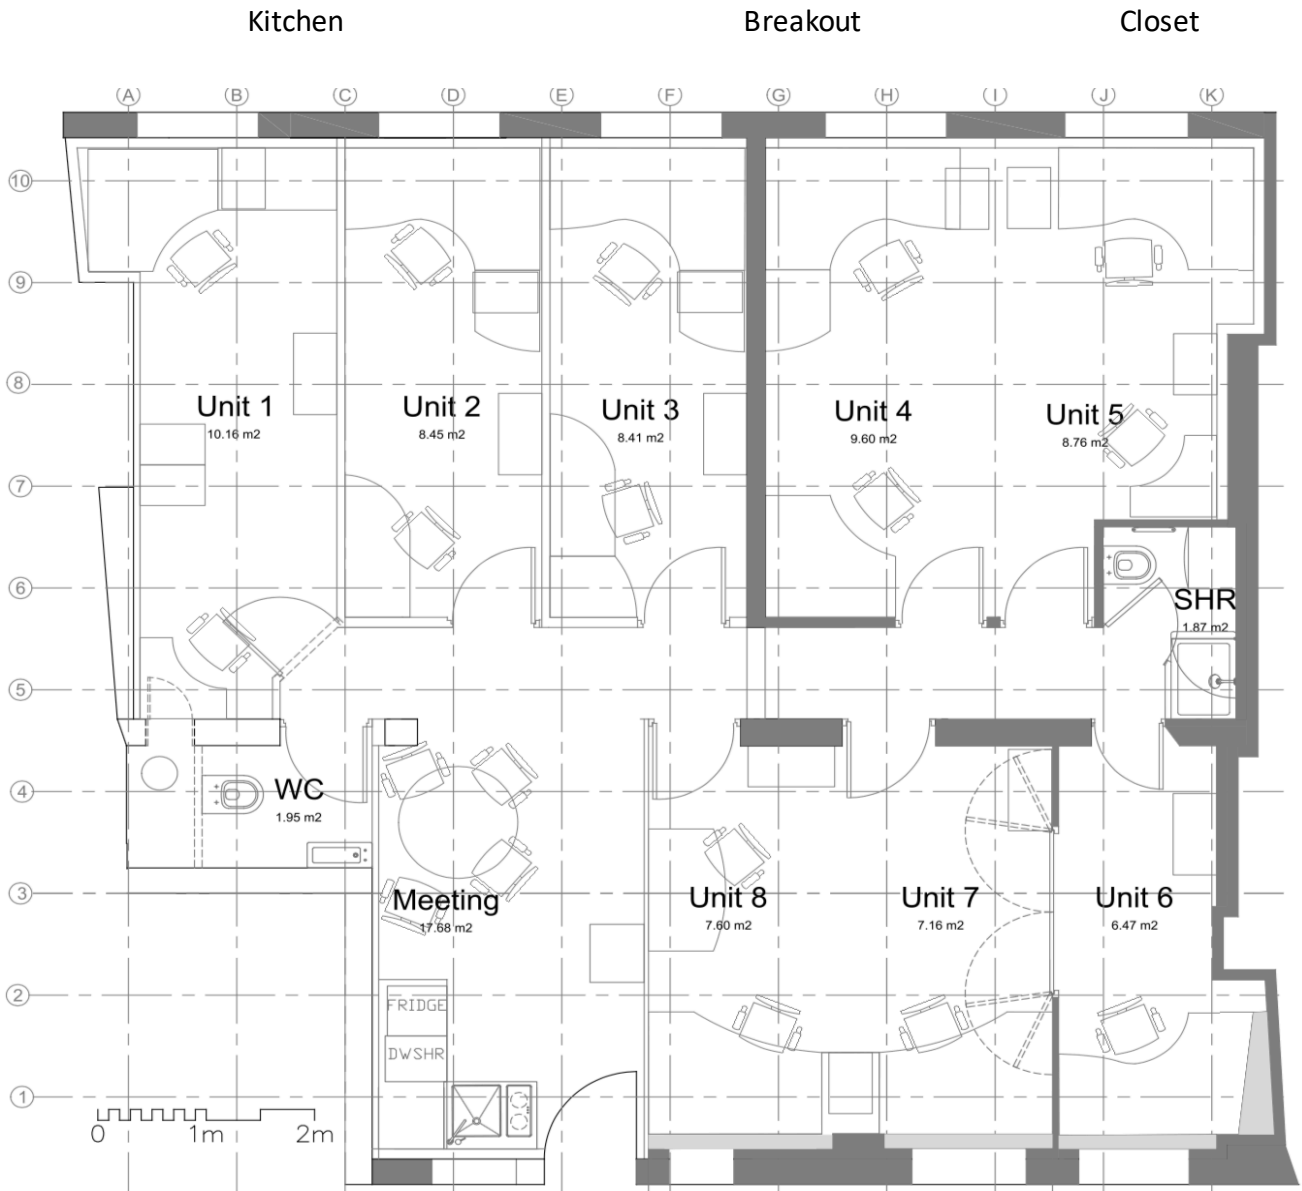 Kitchen Breakout Closet
A B C D E F G H I J K
10
9
8
Unit 1 Unit 2 Unit 3 Unit 4 Unit 5
10.16 m2 8.45 m2 8.41 m2 9.60 m2 8.76 m2
7
6
SHR
1.87 m2
5
4
WC
1.95 m2
3
Meeting Unit 8 Unit 7 Unit 6
17.68 m2 7.60 m2 7.16 m2 6.47 m2
2
FRIDGE
DWSHR
1
0 1m 2m